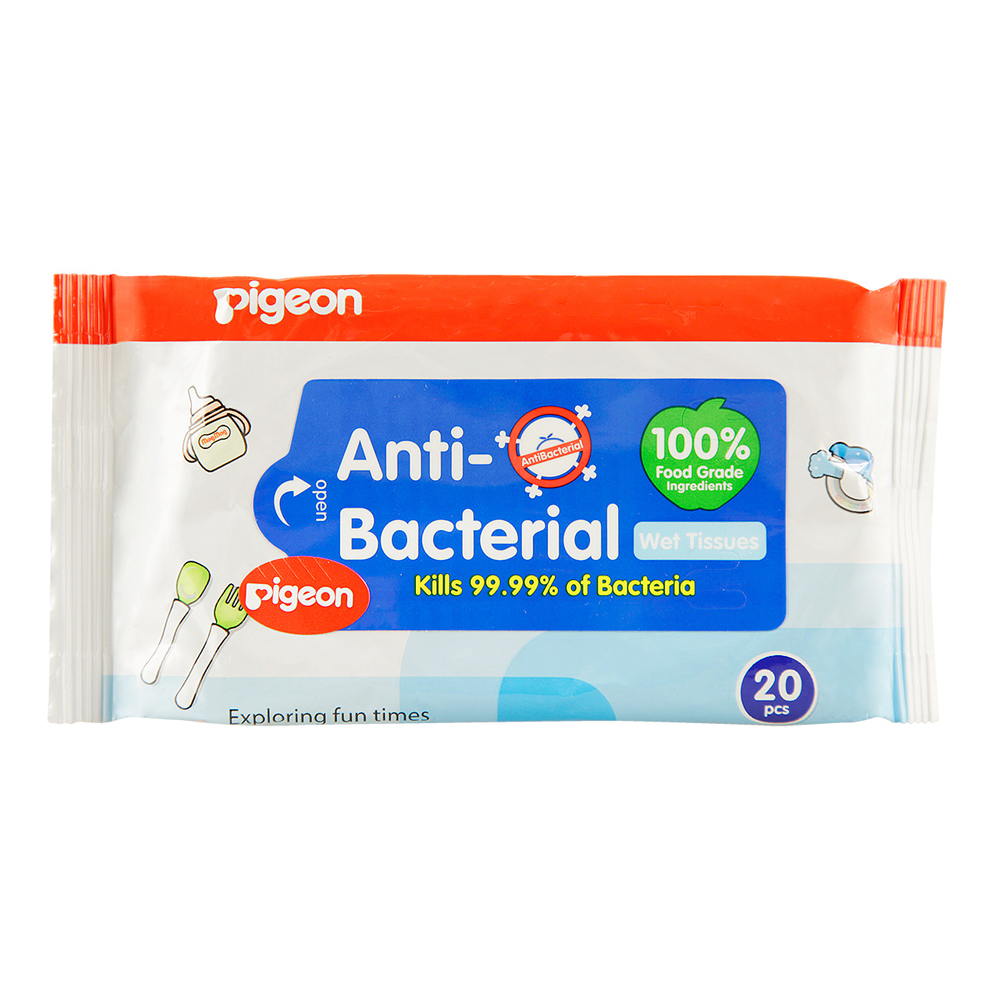 pigeon
Anti-
AntiBacterial
100%
Food Grade
Ingredients
MagMag
open
Bacterial
Wet Tissues
Kills 99.99% of Bacteria
pigeon
20
pcs
Exploring fun times